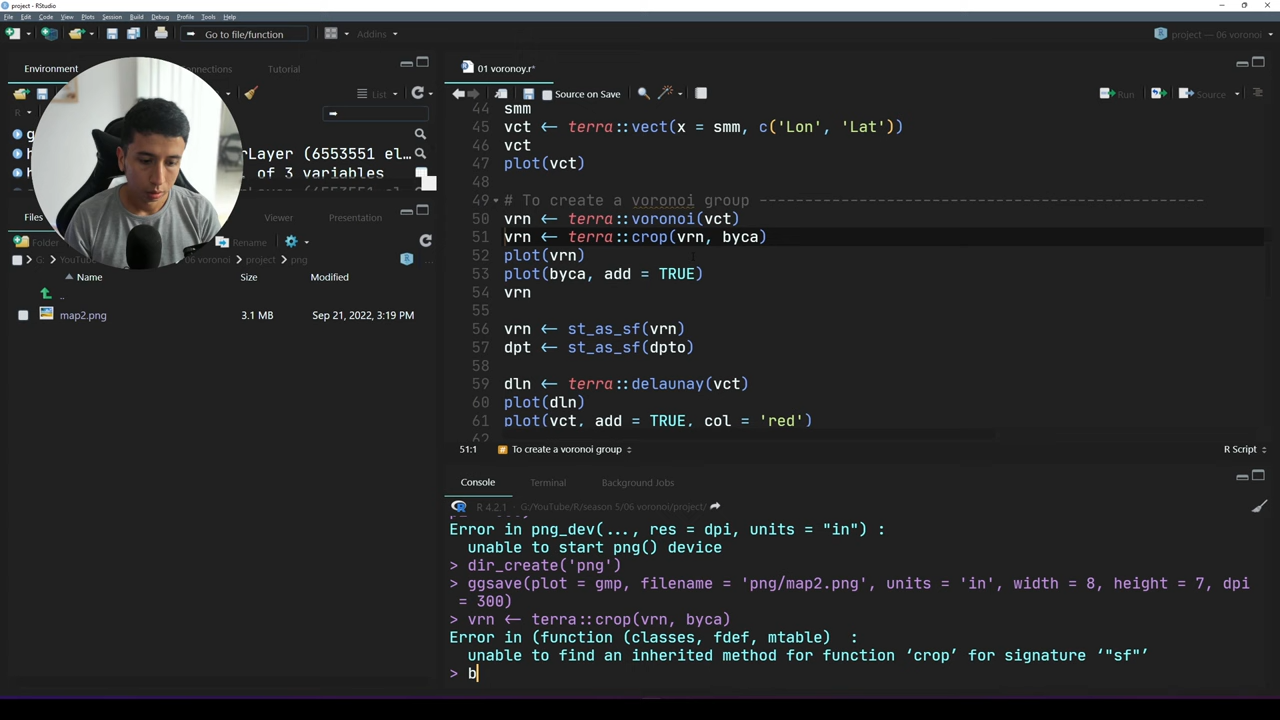 project - RStudio
File Edit Code View Plots Session Build Debug Profile Tools Help
Go to file/function
Addins
project — 06 voronoi
Environment
Connections
Tutorial
List
R
erLayer (6553551 el…
of 3 variables
Files
Viewer
Presentation
Folder
Rename
G:
06 voronoi
project
png
Name
Modified
..
map2.png
3.1 MB
Sep 21, 2022, 3:19 PM
01 voronoy.r*
Source on Save
Run
Source
44 smm
45 vct <- terra::vect(x = smm, c('Lon', 'Lat'))
46 vct
47 plot(vct)
48
49 # To create a voronoi group -------------------------------------------------
50 vrn <- terra::voronoi(vct)
51 vrn <- terra::crop(vrn, byca)
52 plot(vrn)
53 plot(byca, add = TRUE)
54 vrn
55
56 vrn <- st_as_sf(vrn)
57 dpt <- st_as_sf(dpto)
58
59 dln <- terra::delaunay(vct)
60 plot(dln)
61 plot(vct, add = TRUE, col = 'red')
62
51:1
To create a voronoi group
R Script
Console
Terminal
Background Jobs
R 4.2.1 · G:/YouTube/R/season 5/06 voronoi/project/
Error in png_dev(..., res = dpi, units = "in") :
unable to start png() device
> dir_create('png')
> ggsave(plot = gmp, filename = 'png/map2.png', units = 'in', width = 8, height = 7, dpi
= 300)
> vrn <- terra::crop(vrn, byca)
Error in (function (classes, fdef, mtable) :
unable to find an inherited method for function ‘crop’ for signature ‘"sf"’
> b